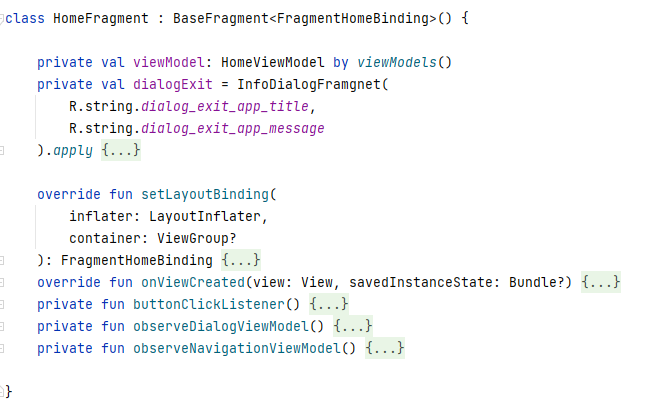 class HomeFragment : BaseFragment<FragmentHomeBinding>() {
private val viewModel: HomeViewModel by viewModels()
private val dialogExit = InfoDialogFramgnet(
R.string.dialog_exit_app_title,
R.string.dialog_exit_app_message
).apply {...}
override fun setLayoutBinding(
inflater: LayoutInflater,
container: ViewGroup?
): FragmentHomeBinding {...}
override fun onViewCreated(view: View, savedInstanceState: Bundle?) {...}
private fun buttonClickListener() {...}
private fun observeDialogViewModel() {...}
private fun observeNavigationViewModel() {...}
}